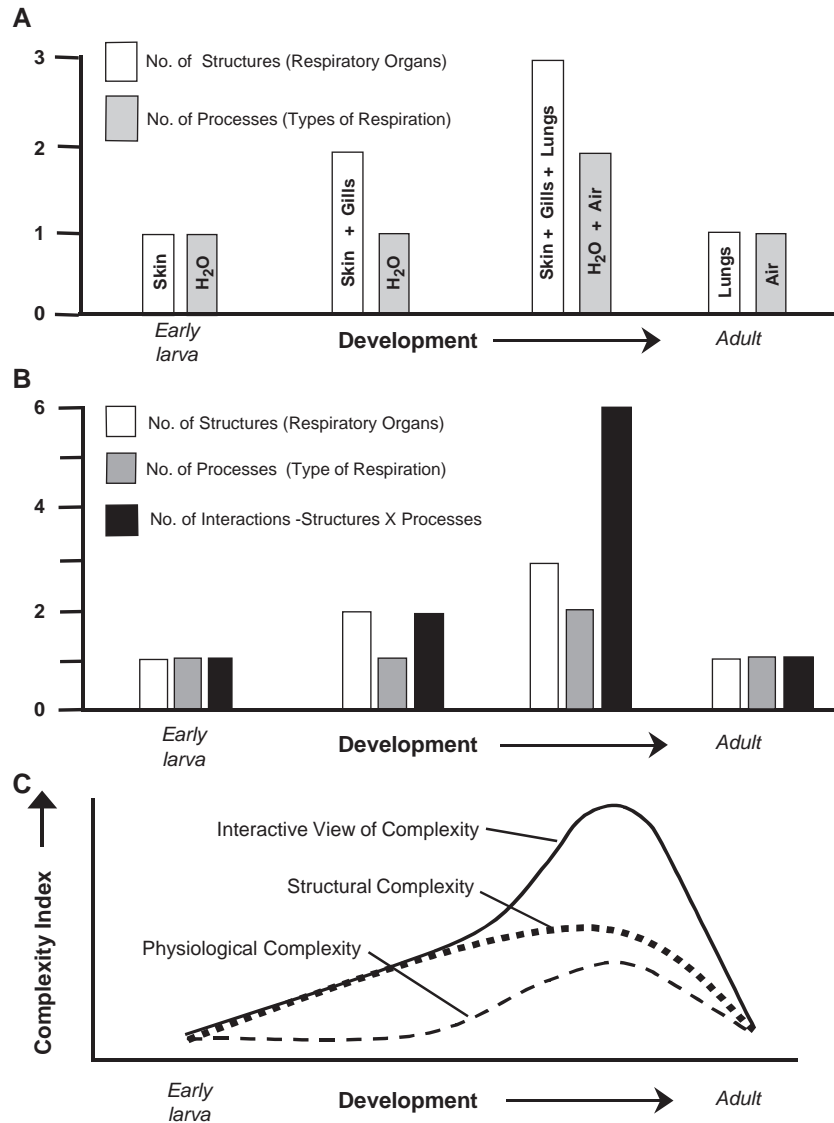 A
3
2
1
0
No. of Structures (Respiratory Organs)
No. of Processes (Types of Respiration)
Skin
H₂O
Skin + Gills
H₂O
Skin + Gills + Lungs
H₂O + Air
Lungs
Air
Early
larva
Development
Adult
B
6
4
2
0
No. of Structures (Respiratory Organs)
No. of Processes (Type of Respiration)
No. of Interactions -Structures X Processes
Early
larva
Development
Adult
C
Complexity Index
Interactive View of Complexity
Structural Complexity
Physiological Complexity
Early
larva
Development
Adult